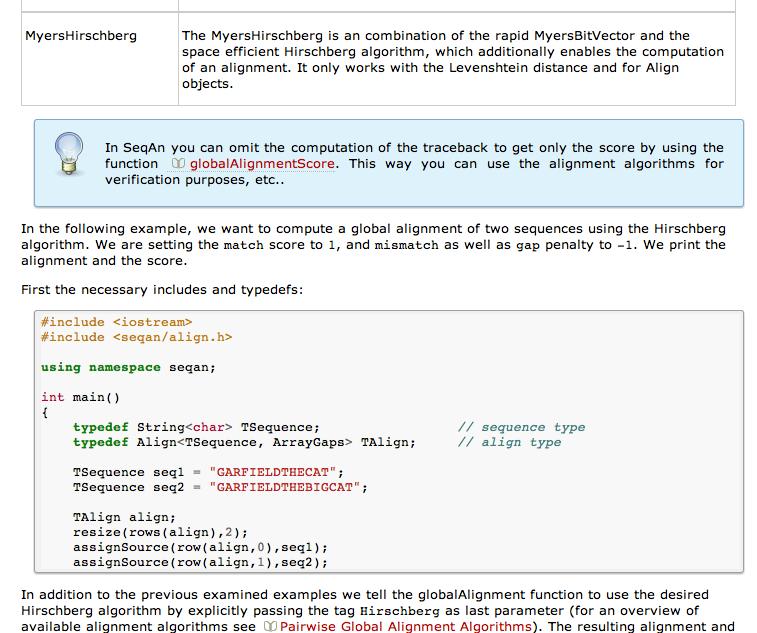 MyersHirschberg
The MyersHirschberg is an combination of the rapid MyersBitVector and the
space efficient Hirschberg algorithm, which additionally enables the computation
of an alignment. It only works with the Levenshtein distance and for Align
objects.
In SeqAn you can omit the computation of the traceback to get only the score by using the
function globalAlignmentScore. This way you can use the alignment algorithms for
verification purposes, etc..
In the following example, we want to compute a global alignment of two sequences using the Hirschberg
algorithm. We are setting the match score to 1, and mismatch as well as gap penalty to -1. We print the
alignment and the score.
First the necessary includes and typedefs:
#include <iostream>
#include <seqan/align.h>
using namespace seqan;
int main()
{
    typedef String<char> TSequence;                 // sequence type
    typedef Align<TSequence, ArrayGaps> TAlign;     // align type
    TSequence seq1 = "GARFIELDTHECAT";
    TSequence seq2 = "GARFIELDTHEBIGCAT";
    TAlign align;
    resize(rows(align),2);
    assignSource(row(align,0),seq1);
    assignSource(row(align,1),seq2);
In addition to the previous examined examples we tell the globalAlignment function to use the desired
Hirschberg algorithm by explicitly passing the tag Hirschberg as last parameter (for an overview of
available alignment algorithms see Pairwise Global Alignment Algorithms). The resulting alignment and